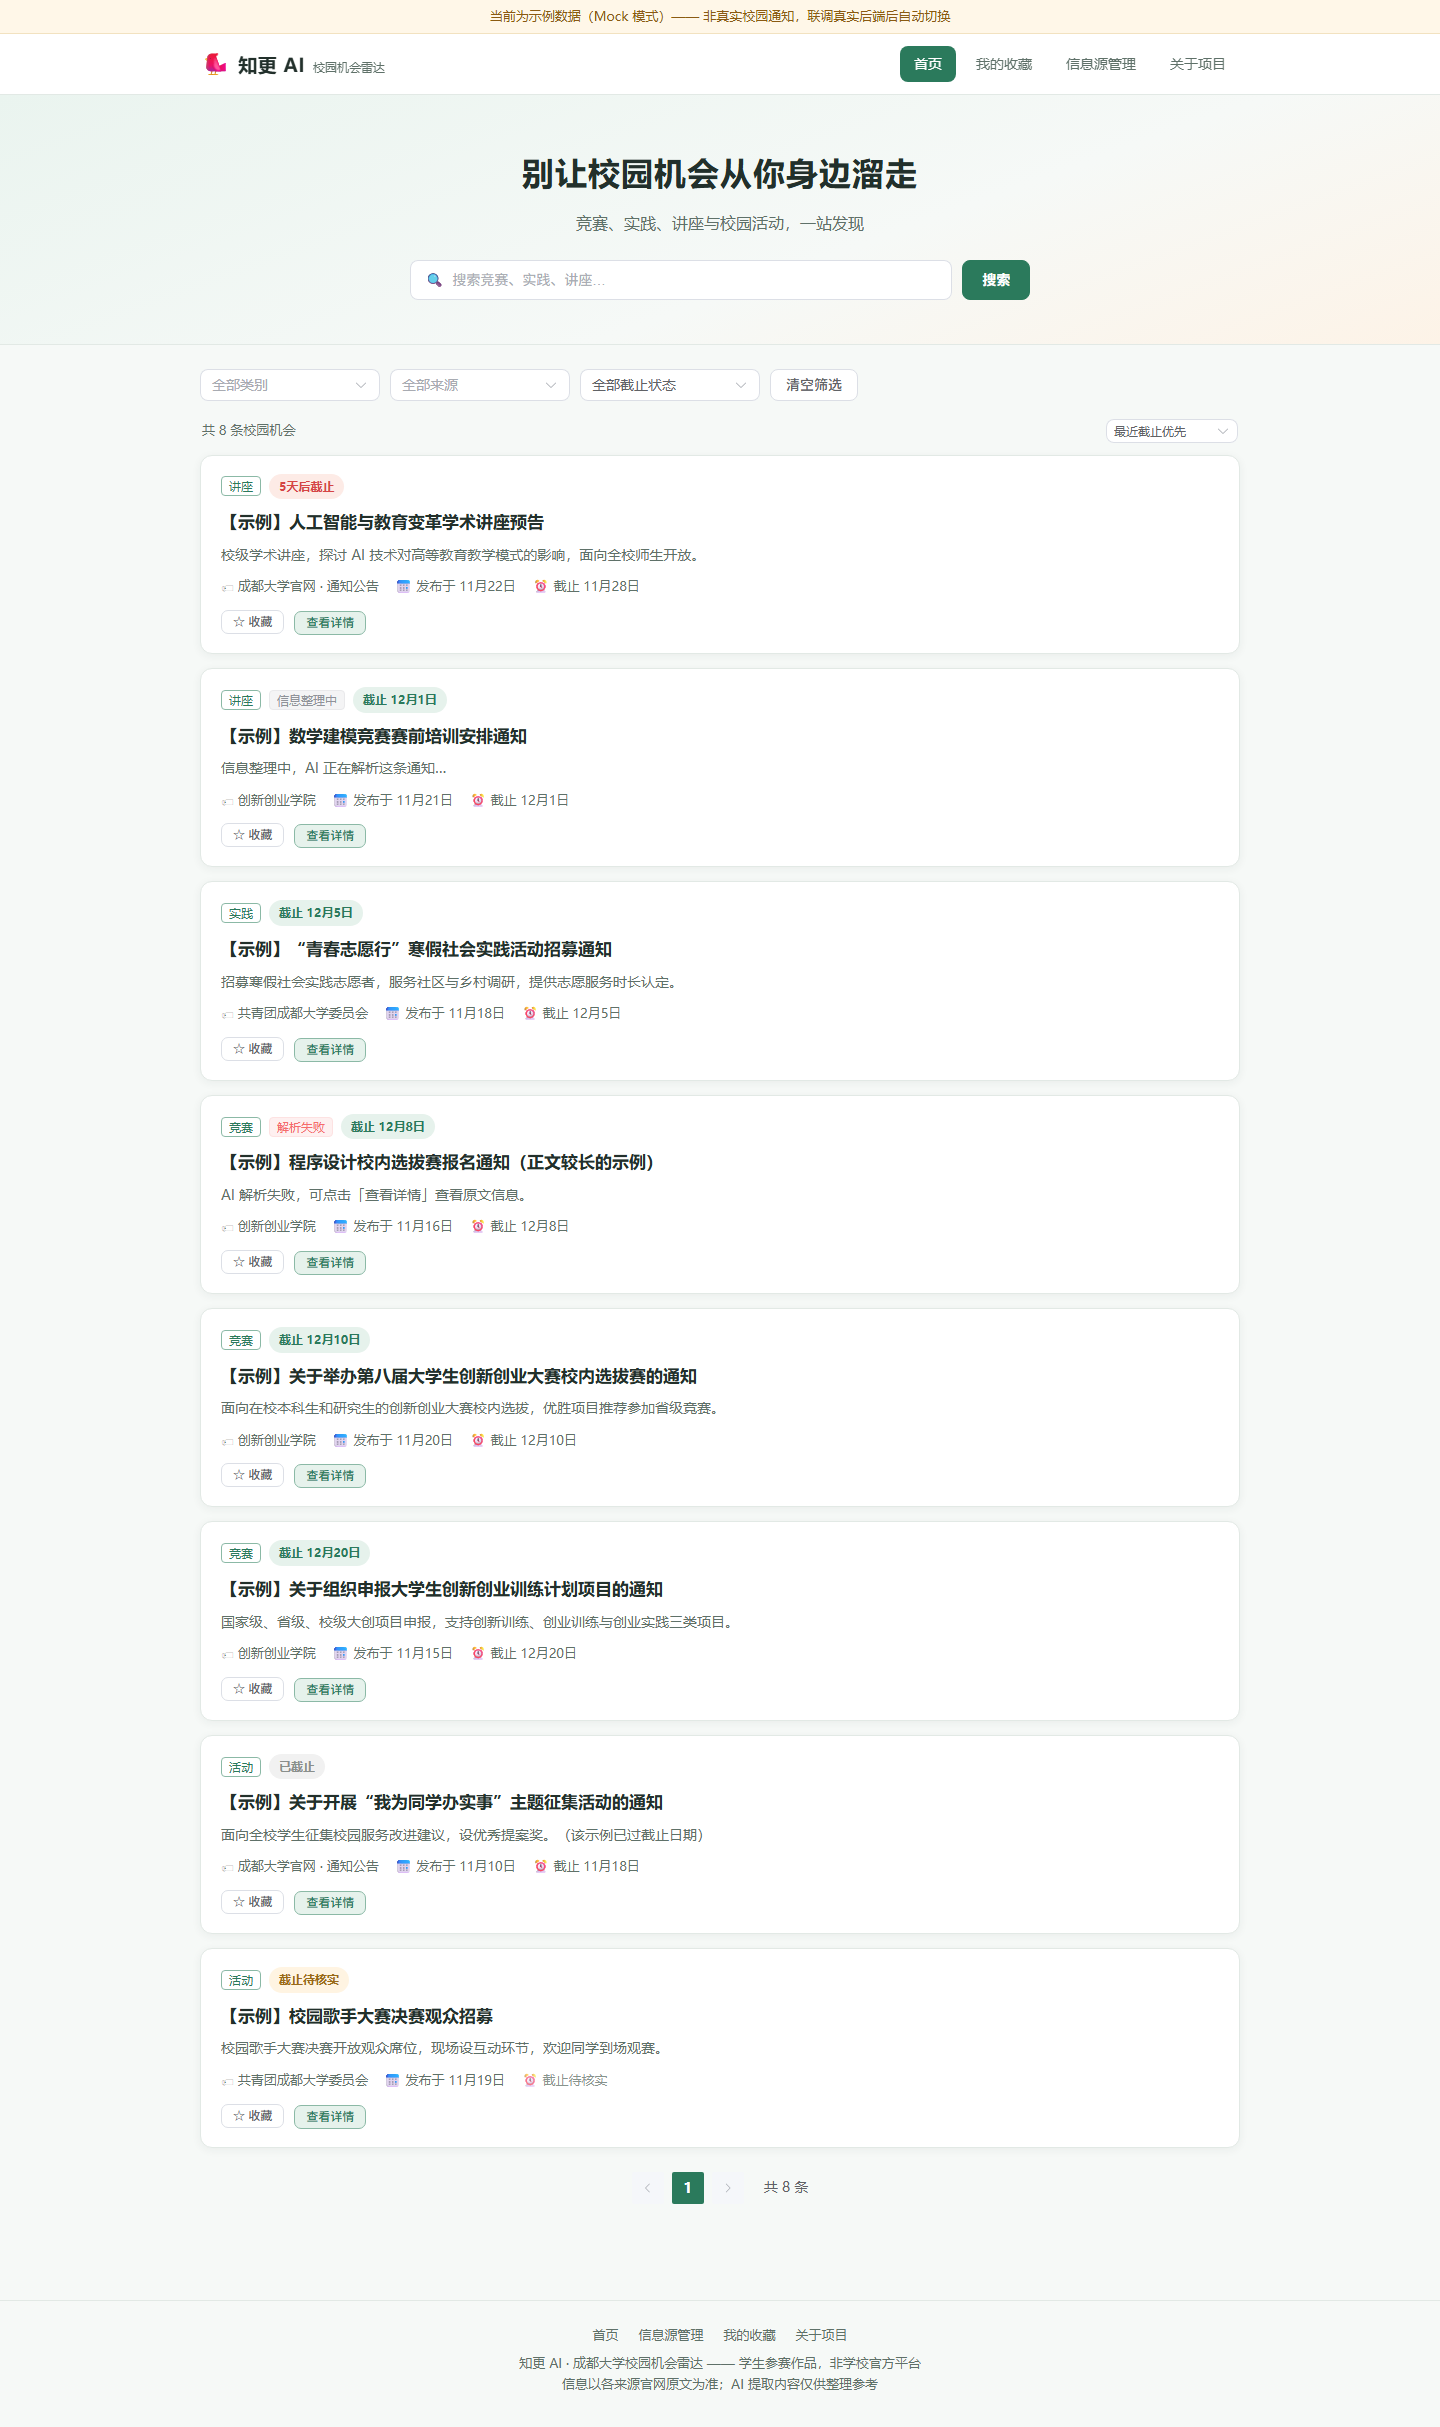 当前为示例数据（Mock 模式）—— 非真实校园通知，联调真实后端后自动切换
知更 AI 校园机会雷达
首页 我的收藏 信息源管理 关于项目
别让校园机会从你身边溜走
竞赛、实践、讲座与校园活动，一站发现
搜索竞赛、实践、讲座...
搜索
全部类别 全部来源 全部截止状态 清空筛选
共 8 条校园机会 最近截止优先
讲座 5天后截止
【示例】人工智能与教育变革学术讲座预告
校级学术讲座，探讨 AI 技术对高等教育教学模式的影响，面向全校师生开放。
成都大学官网 · 通知公告 发布于 11月22日 截止 11月28日
☆ 收藏 查看详情
讲座 信息整理中 截止 12月1日
【示例】数学建模竞赛赛前培训安排通知
信息整理中，AI 正在解析这条通知...
创新创业学院 发布于 11月21日 截止 12月1日
☆ 收藏 查看详情
实践 截止 12月5日
【示例】“青春志愿行”寒假社会实践活动招募通知
招募寒假社会实践志愿者，服务社区与乡村调研，提供志愿服务时长认定。
共青团成都大学委员会 发布于 11月18日 截止 12月5日
☆ 收藏 查看详情
竞赛 解析失败 截止 12月8日
【示例】程序设计校内选拔赛报名通知（正文较长的示例）
AI 解析失败，可点击「查看详情」查看原文信息。
创新创业学院 发布于 11月16日 截止 12月8日
☆ 收藏 查看详情
竞赛 截止 12月10日
【示例】关于举办第八届大学生创新创业大赛校内选拔赛的通知
面向在校本科生和研究生的创新创业大赛校内选拔，优胜项目推荐参加省级竞赛。
创新创业学院 发布于 11月20日 截止 12月10日
☆ 收藏 查看详情
竞赛 截止 12月20日
【示例】关于组织申报大学生创新创业训练计划项目的通知
国家级、省级、校级大创项目申报，支持创新训练、创业训练与创业实践三类项目。
创新创业学院 发布于 11月15日 截止 12月20日
☆ 收藏 查看详情
活动 已截止
【示例】关于开展“我为同学办实事”主题征集活动的通知
面向全校学生征集校园服务改进建议，设优秀提案奖。（该示例已过截止日期）
成都大学官网 · 通知公告 发布于 11月10日 截止 11月18日
☆ 收藏 查看详情
活动 截止待核实
【示例】校园歌手大赛决赛观众招募
校园歌手大赛决赛开放观众席位，现场设互动环节，欢迎同学到场观赛。
共青团成都大学委员会 发布于 11月19日 截止待核实
☆ 收藏 查看详情
1 共 8 条
首页 信息源管理 我的收藏 关于项目
知更 AI · 成都大学校园机会雷达 —— 学生参赛作品，非学校官方平台
信息以各来源官网原文为准；AI 提取内容仅供整理参考